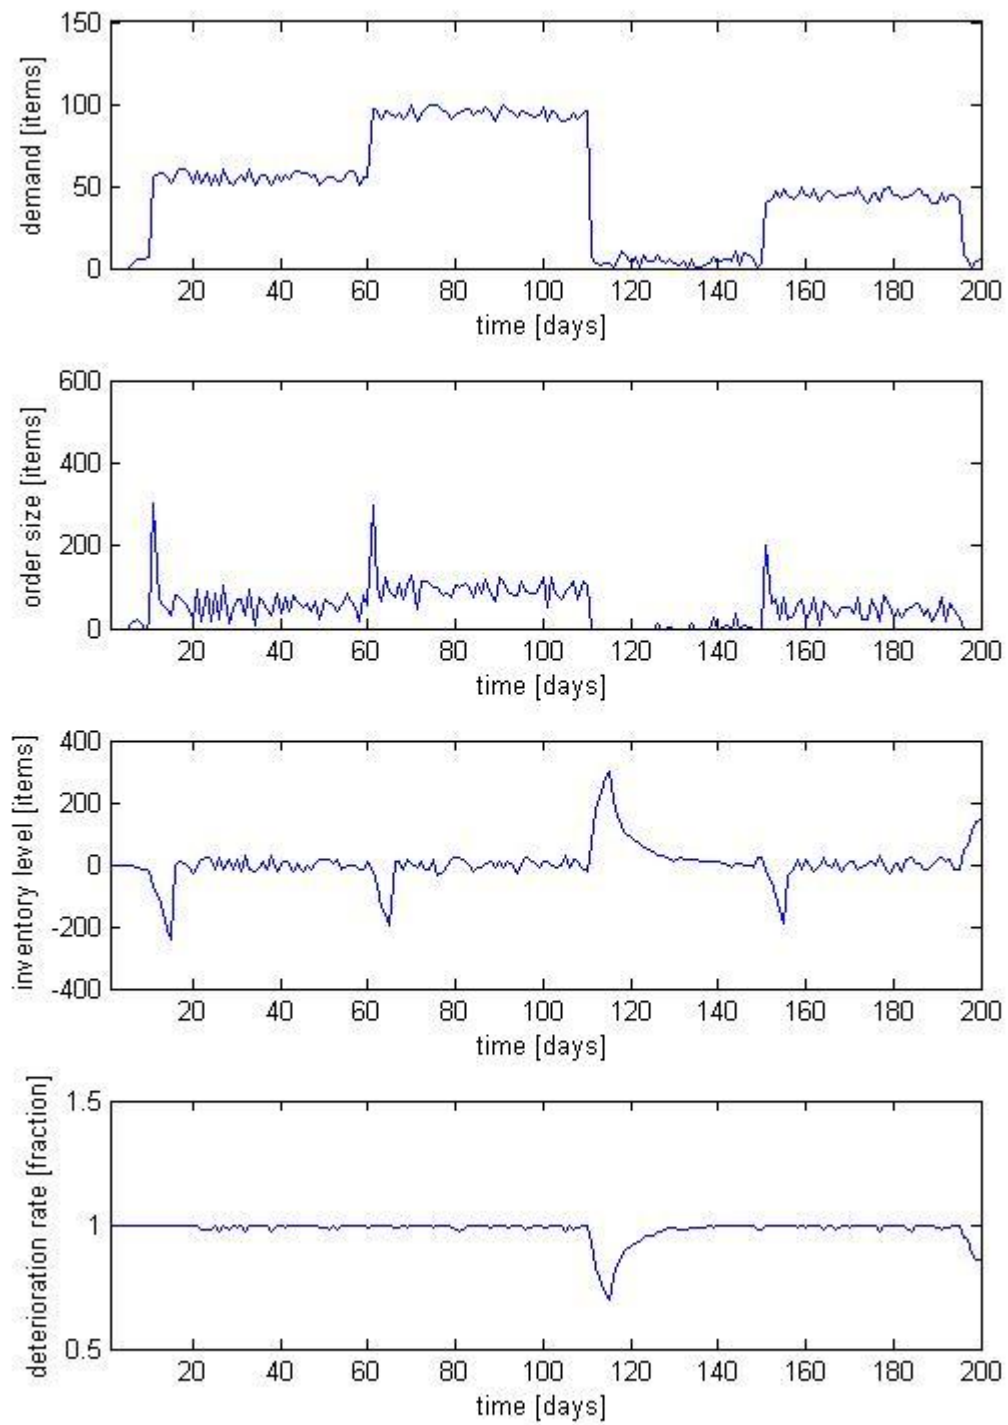 150
100
50
0
demand [items]
20 40 60 80 100 120 140 160 180 200
time [days]
600
400
200
0
order size [items]
20 40 60 80 100 120 140 160 180 200
time [days]
400
200
0
-200
-400
inventory level [items]
20 40 60 80 100 120 140 160 180 200
time [days]
1.5
1
0.5
deterioration rate [fraction]
20 40 60 80 100 120 140 160 180 200
time [days]